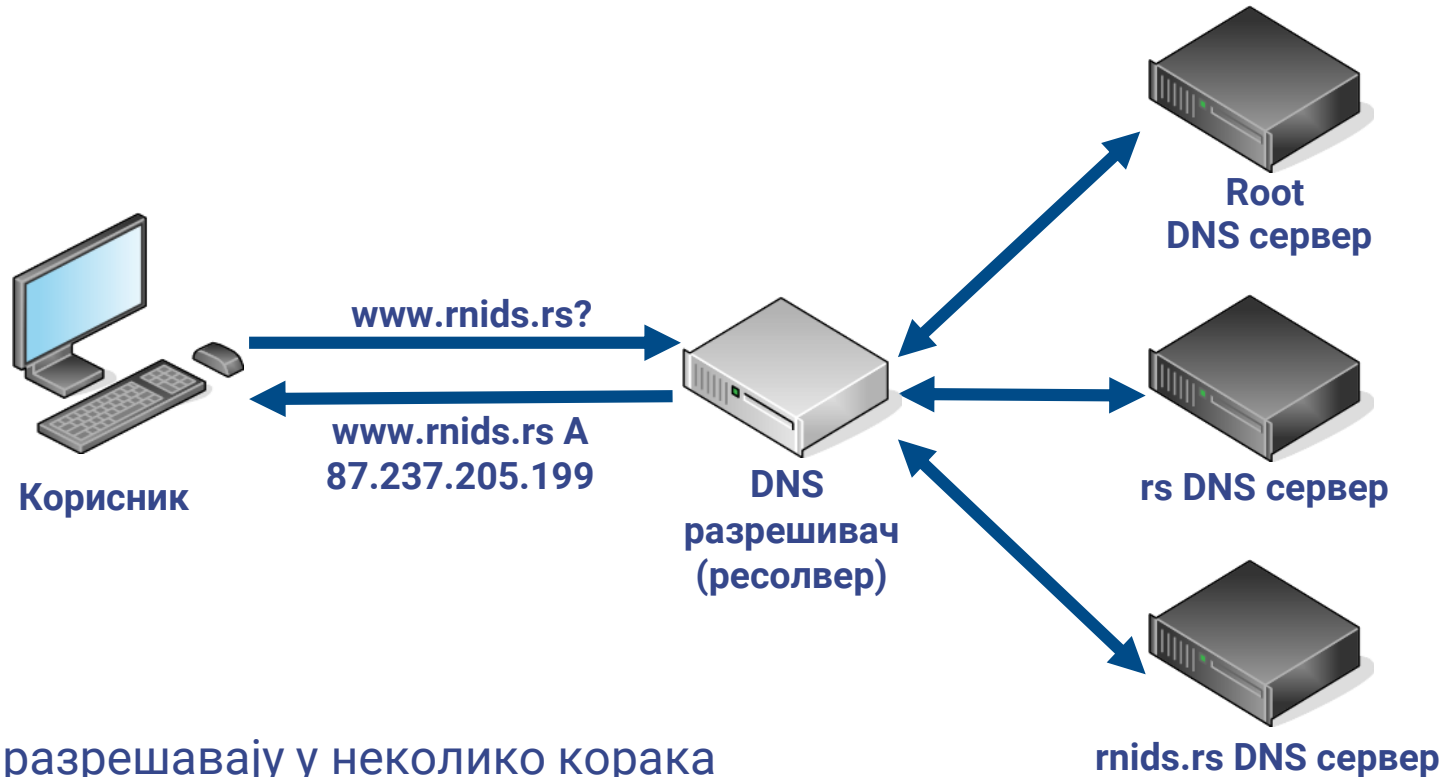 Root
DNS сервер
www.rnids.rs?
www.rnids.rs A
87.237.205.199
Корисник
DNS
разрешивач
(ресолвер)
rs DNS сервер
rnids.rs DNS сервер
разрешавају у неколико корака